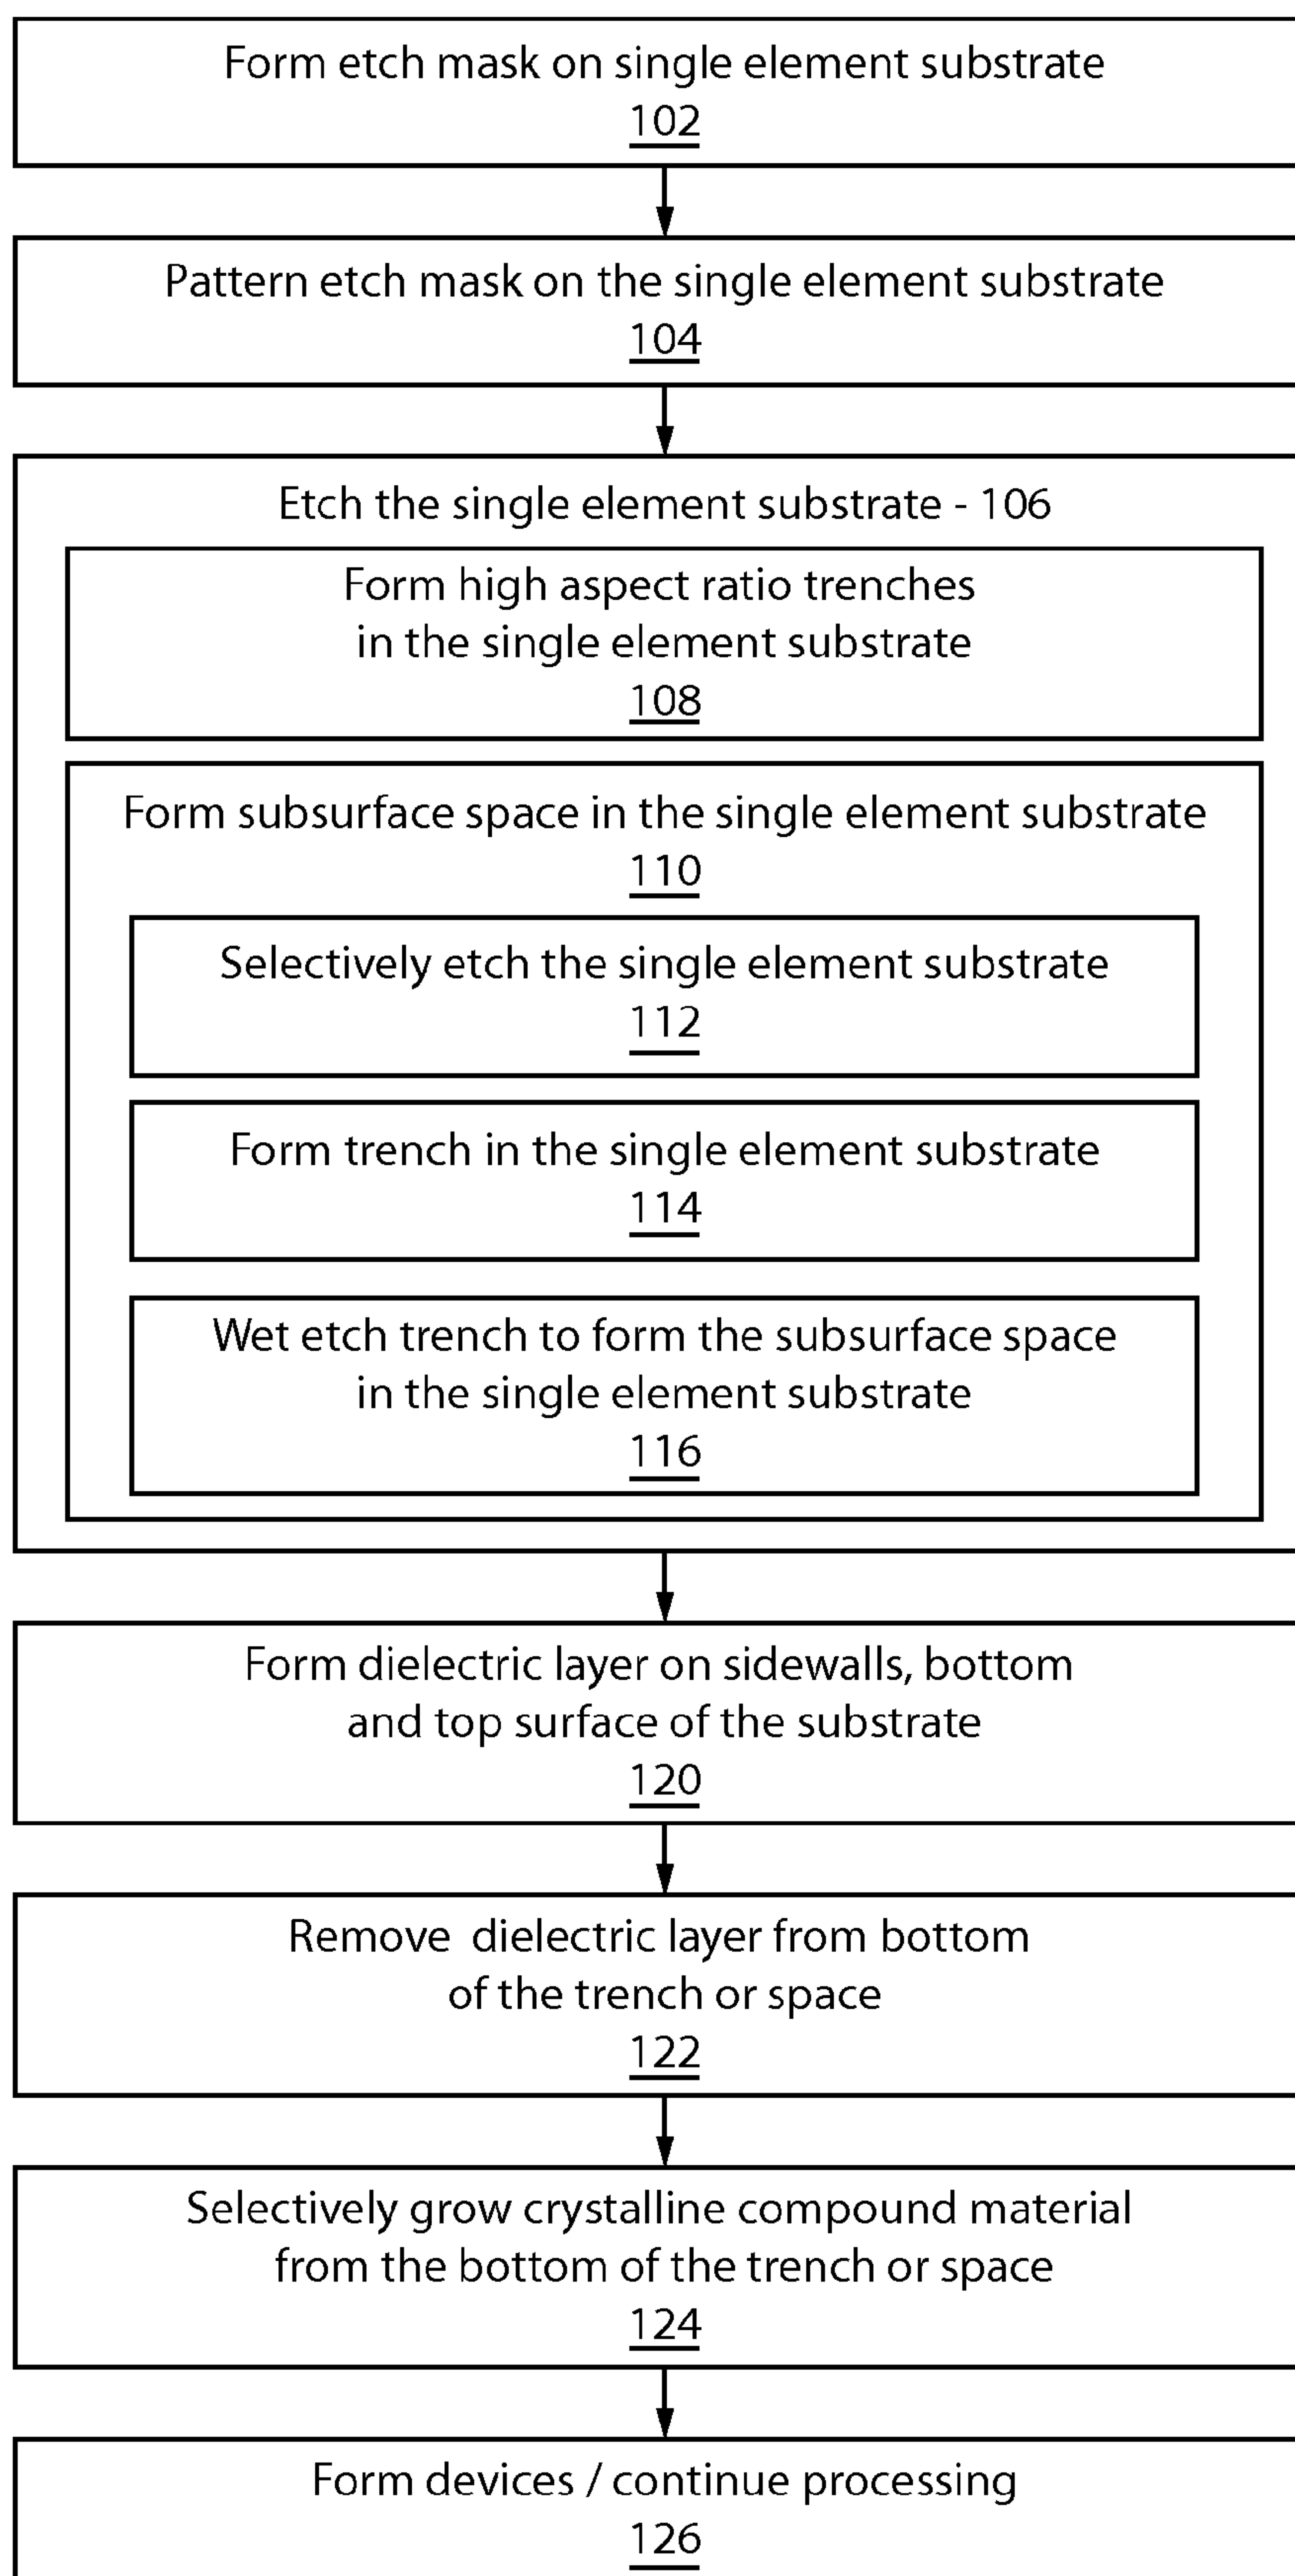 Form etch mask on single element substrate
102
Pattern etch mask on the single element substrate
104
Etch the single element substrate - 106
Form high aspect ratio trenches
in the single element substrate
108
Form subsurface space in the single element substrate
110
Selectively etch the single element substrate
112
Form trench in the single element substrate
114
Wet etch trench to form the subsurface space
in the single element substrate
116
Form dielectric layer on sidewalls, bottom
and top surface of the substrate
120
Remove dielectric layer from bottom
of the trench or space
122
Selectively grow crystalline compound material
from the bottom of the trench or space
124
Form devices / continue processing
126